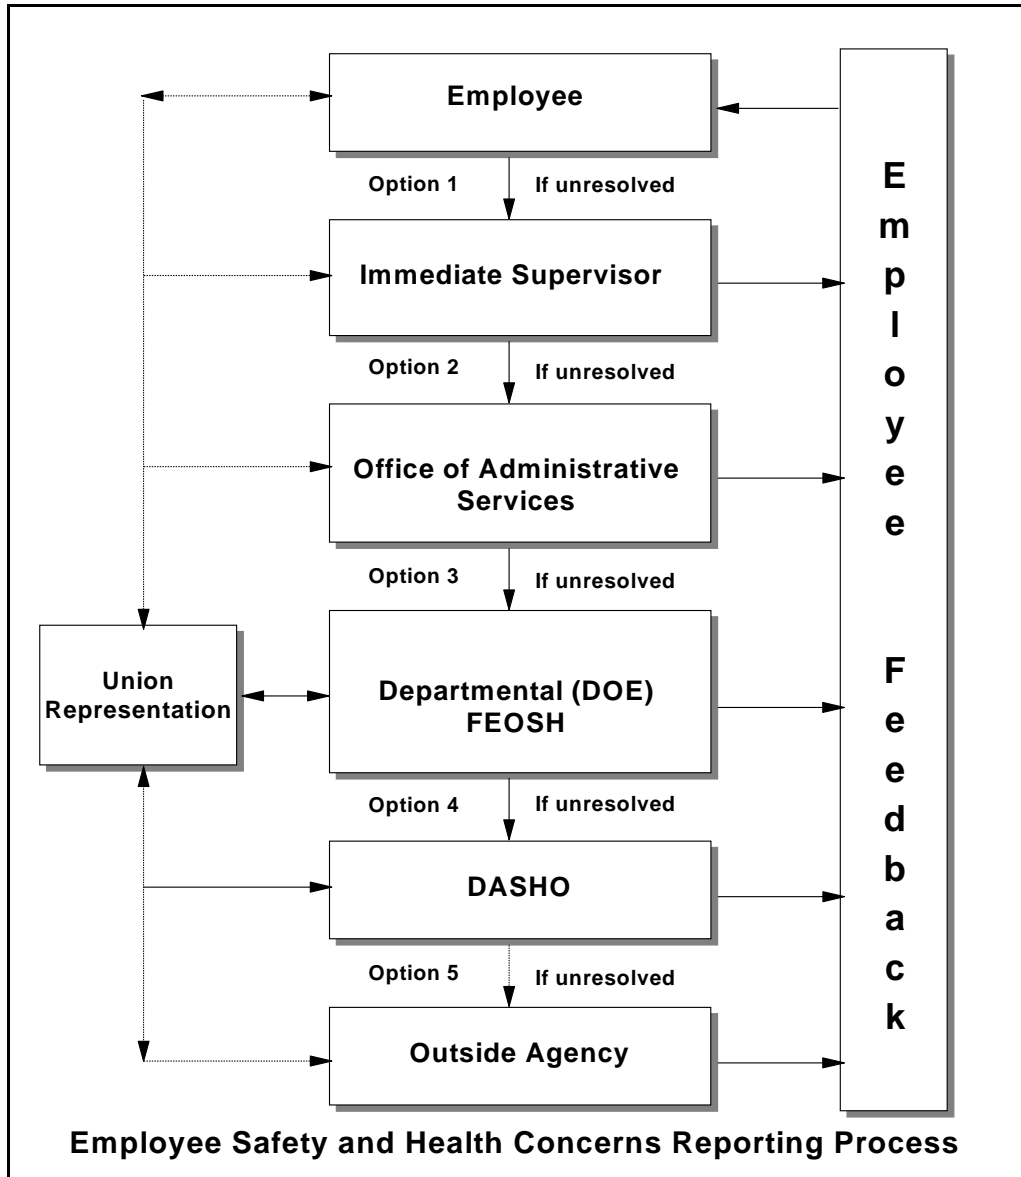 Employee
Option 1 If unresolved
Immediate Supervisor
Option 2 If unresolved
Office of Administrative
Services
Option 3 If unresolved
Union
Representation
Departmental (DOE)
FEOSH
Option 4 If unresolved
DASHO
Option 5 If unresolved
Outside Agency
Employee Feedback
Employee Safety and Health Concerns Reporting Process